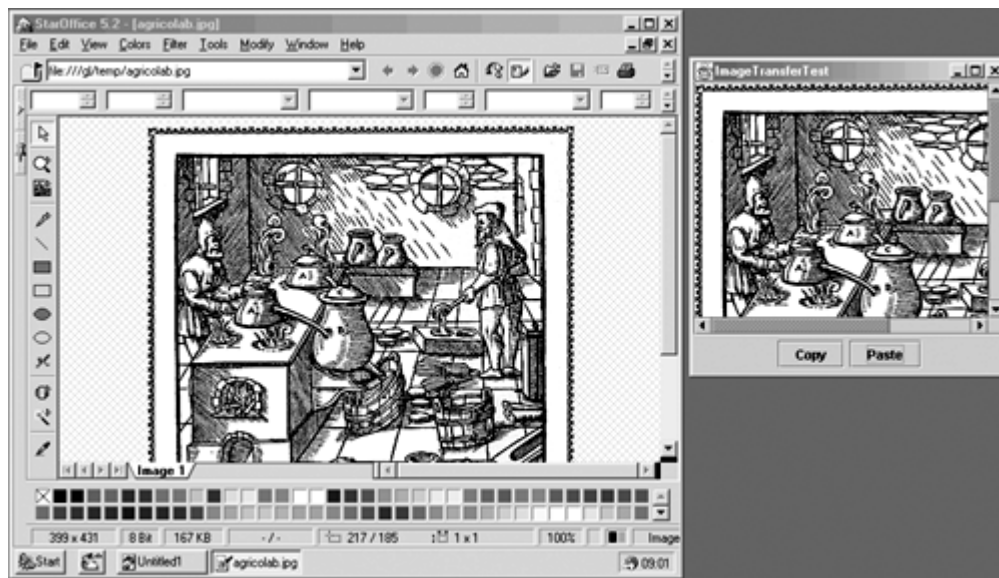 StarOffice 5.2 - [agricolab.jpg]
File Edit View Colors Filter Tools Modify Window Help
file:///g|/temp/agricolab.jpg
Image 1
399 x 431 8 Bit 167 KB - / - 217 / 185 1 x 1 100% Image
Start Untitled1 agricolab.jpg 09:01
ImageTransferTest
Copy Paste